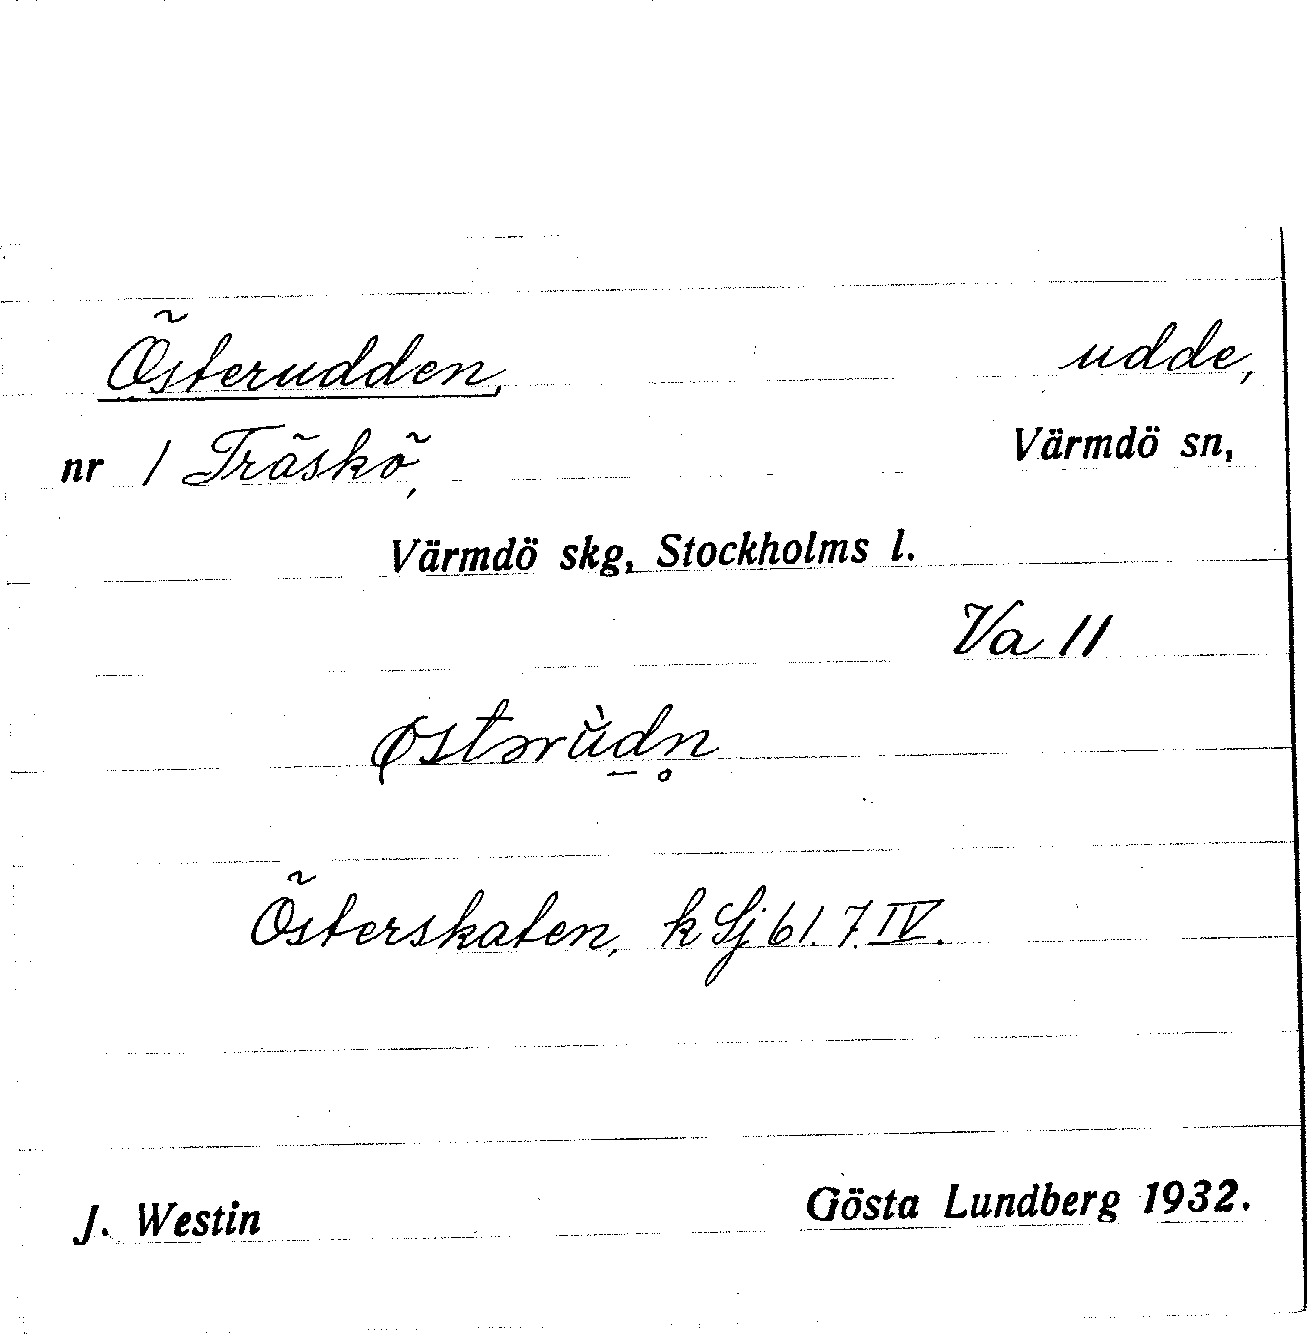 Österudden, udde,
nr 1 Träskö, Värmdö sn,
Värmdö skg, Stockholms l.
Va 11
østərùdn̥
Österskaten, k Sj 61. 7. IV.
J. Westin Gösta Lundberg 1932.